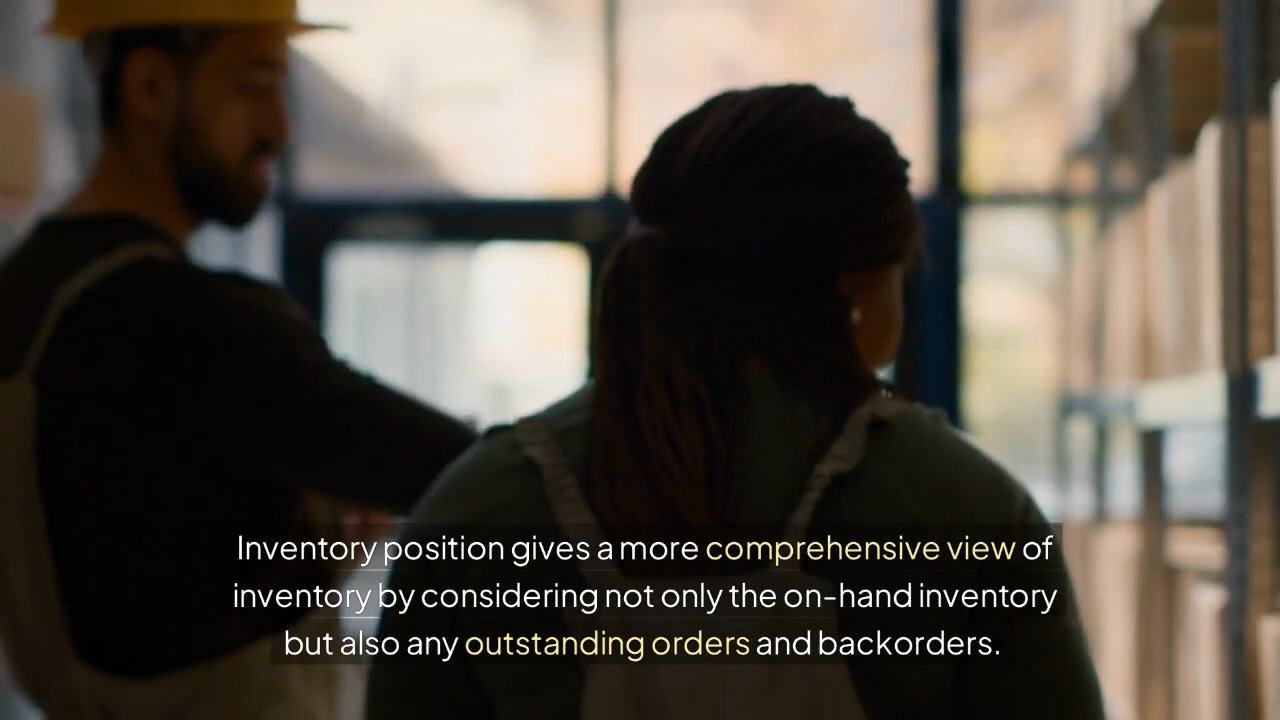 Inventory position gives a more comprehensive view of
inventory by considering not only the on-hand inventory
but also any outstanding orders and backorders.